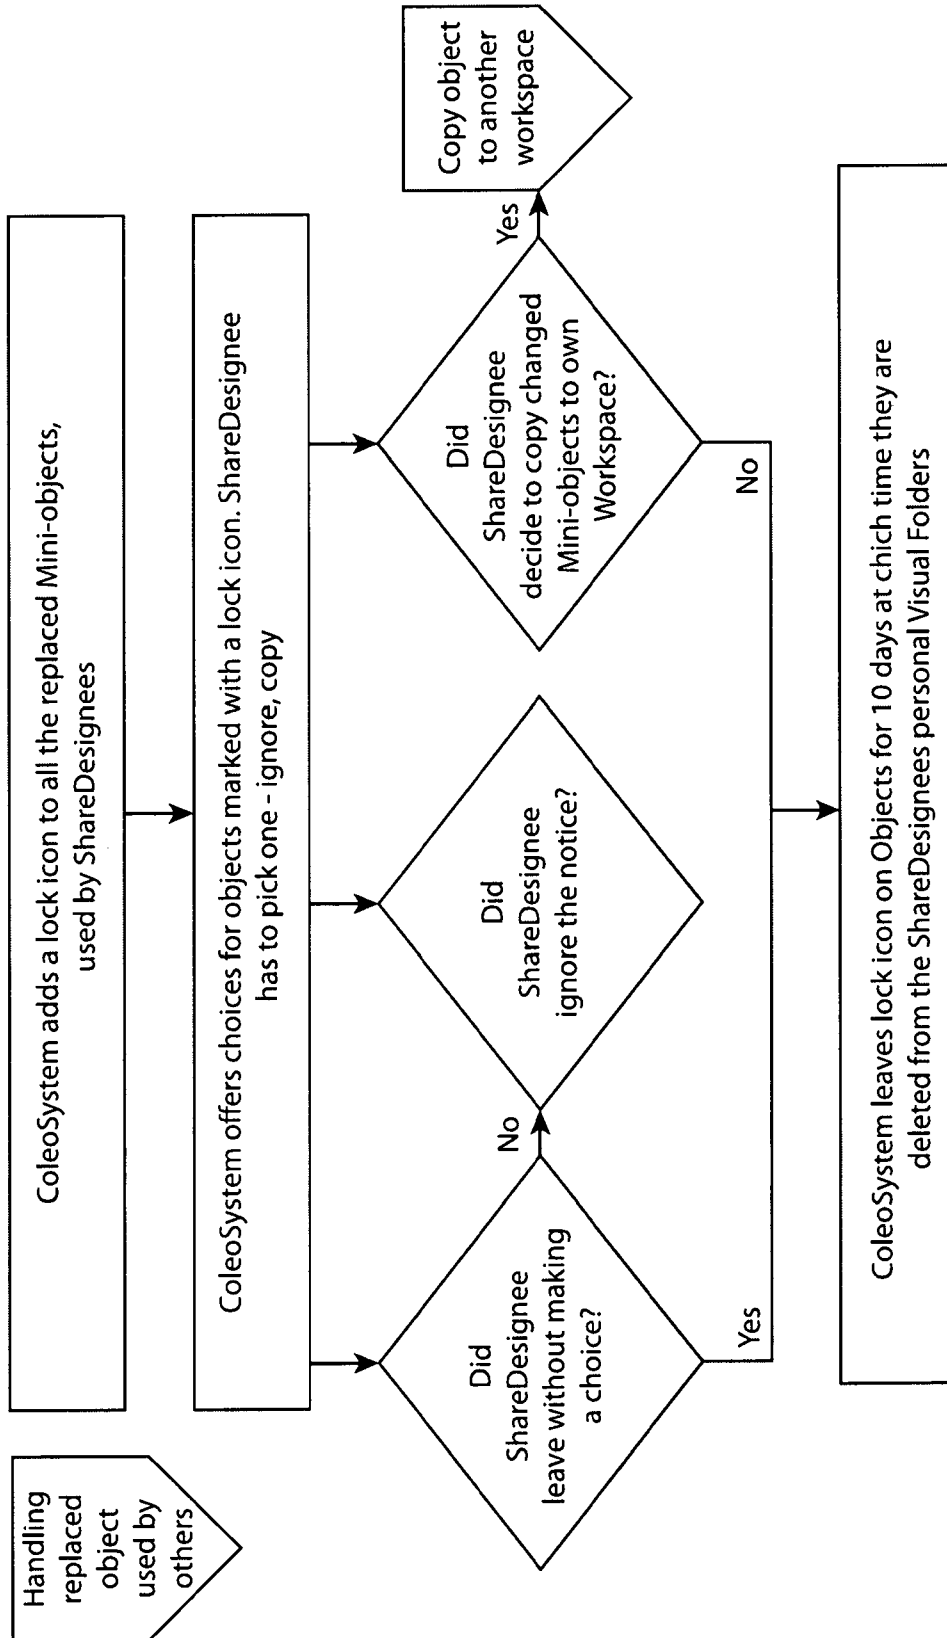 Handling
replaced
object
used by
others
ColeoSystem adds a lock icon to all the replaced Mini-objects,
used by ShareDesignees
ColeoSystem offers choices for objects marked with a lock icon. ShareDesignee
has to pick one - ignore, copy
Did
ShareDesignee
leave without making
a choice?
No
Yes
Did
ShareDesignee
ignore the notice?
Did
ShareDesignee
decide to copy changed
Mini-objects to own
Workspace?
Yes
No
Copy object
to another
workspace
ColeoSystem leaves lock icon on Objects for 10 days at chich time they are
deleted from the ShareDesignees personal Visual Folders